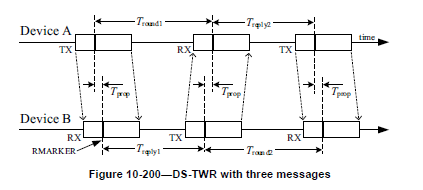 Tround1
Treply2
Device A
time
TX
RX
TX
Tprop
Tprop
Tprop
Device B
RX
TX
RX
RMARKER
Treply1
Tround2
Figure 10-200—DS-TWR with three messages